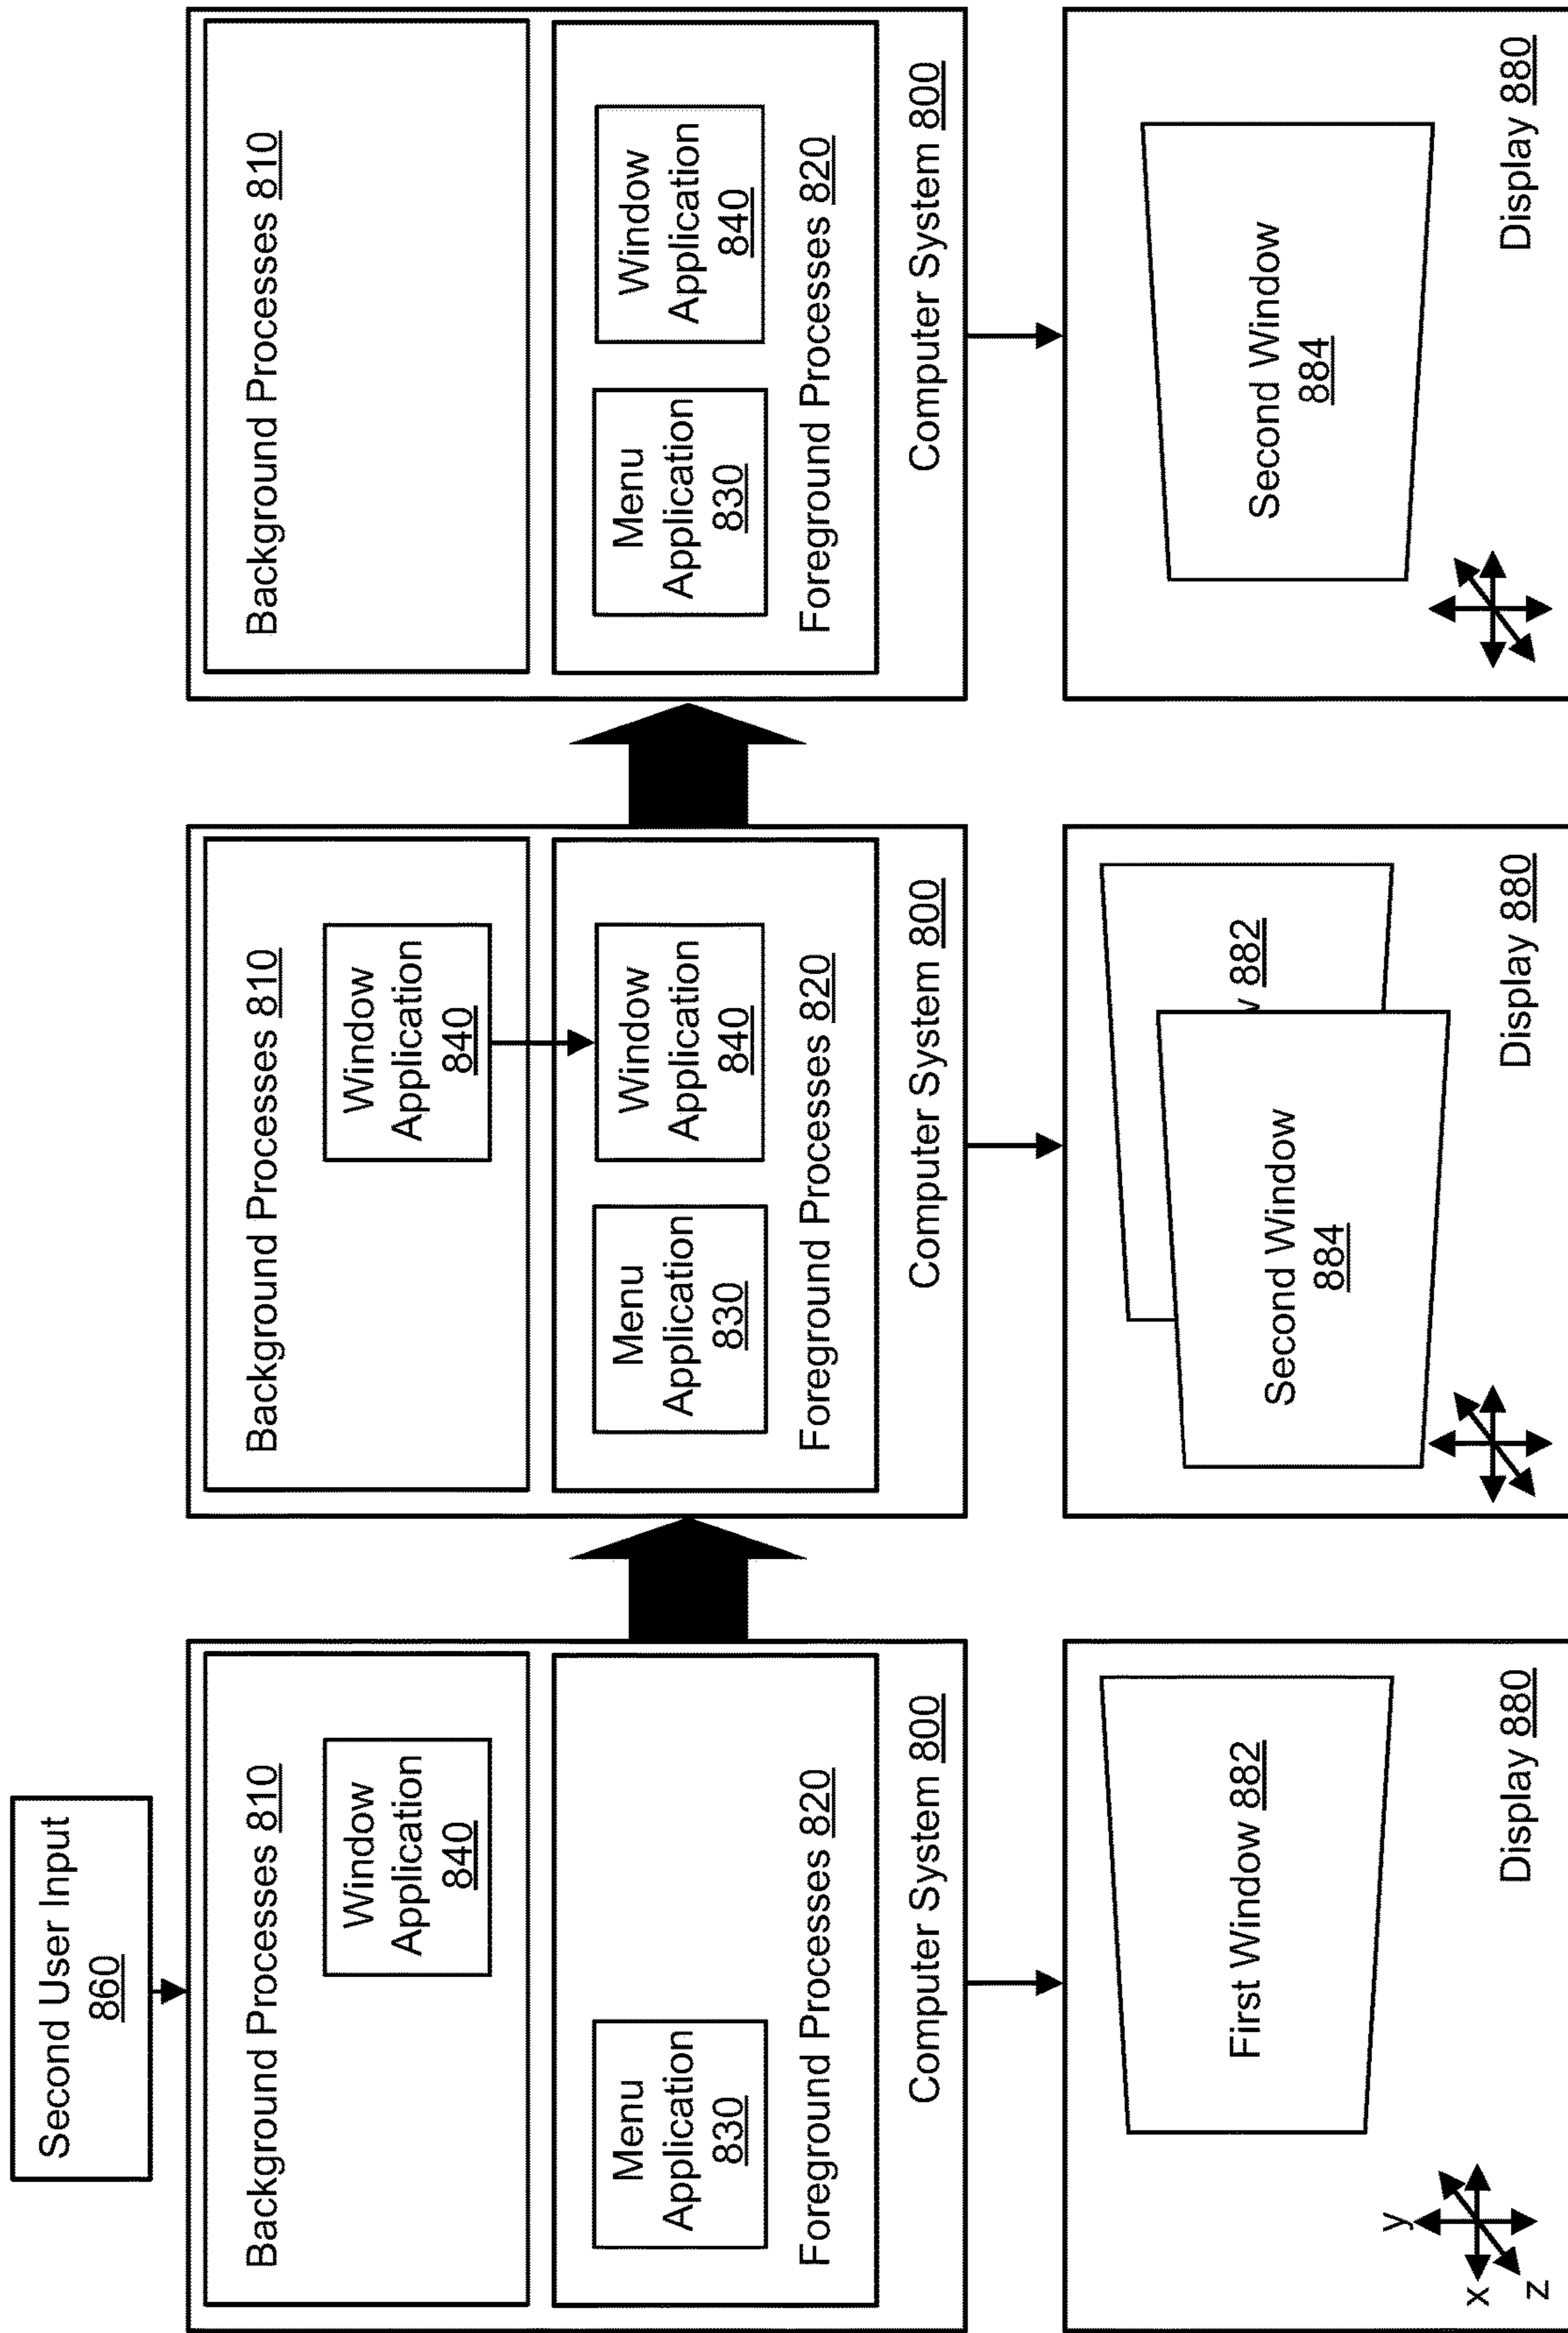 Second User Input
860
Background Processes 810
Window
Application
840
Menu
Application
830
Foreground Processes 820
Computer System 800
y
x
z
First Window 882
Display 880
Background Processes 810
Window
Application
840
Menu
Application
830
Window
Application
840
Foreground Processes 820
Computer System 800
882
Second Window
884
Display 880
Background Processes 810
Menu
Application
830
Window
Application
840
Foreground Processes 820
Computer System 800
Second Window
884
Display 880